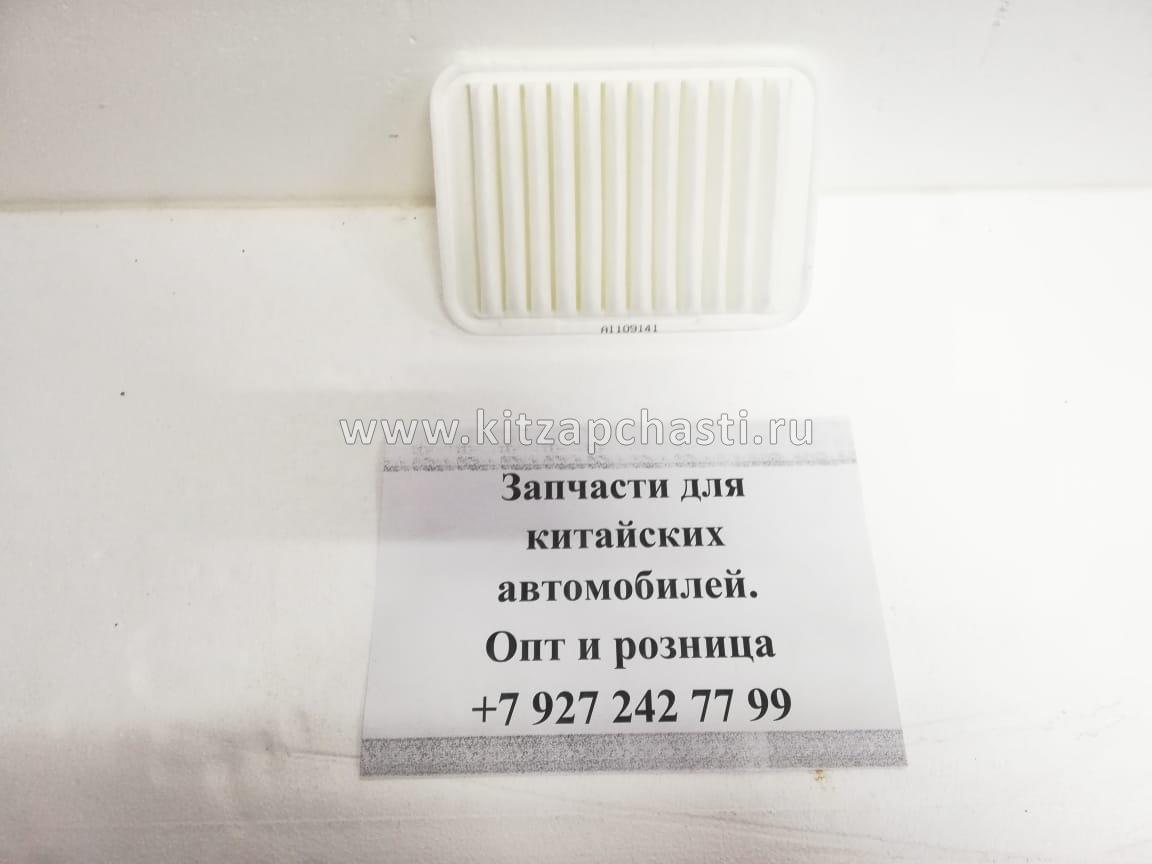 A1109141
www.kitzapchasti.ru
Запчасти для
китайских
автомобилей.
Опт и розница
+7 927 242 77 99